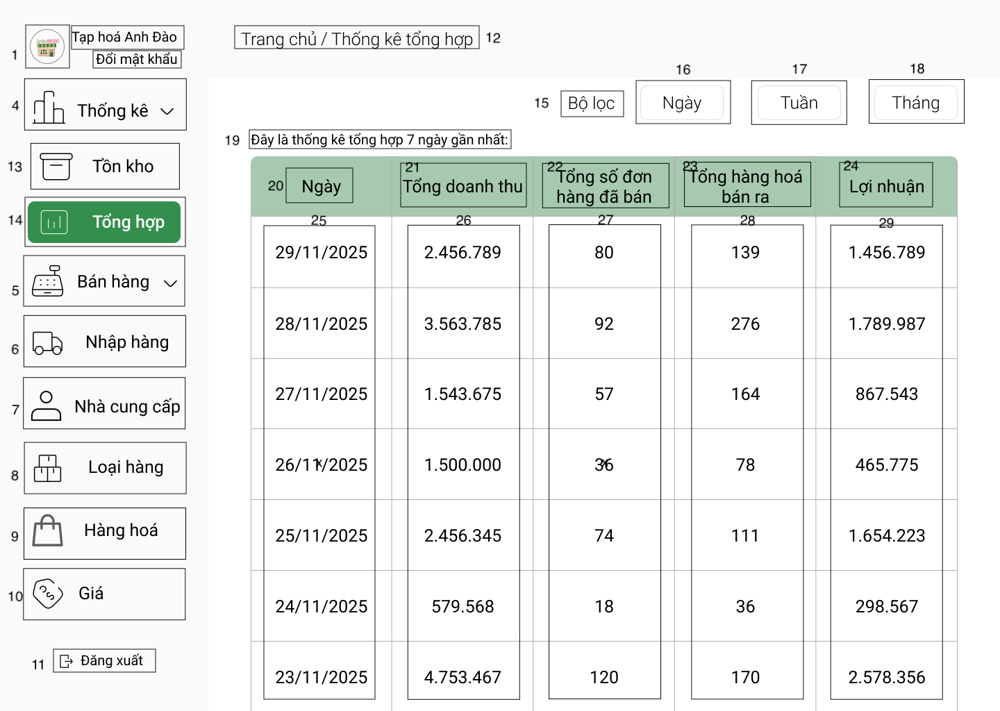 1
Tạp hoá Anh Đào
Đổi mật khẩu
Trang chủ / Thống kê tổng hợp 12
4 Thống kê
13 Tồn kho
14 Tổng hợp
5 Bán hàng
6 Nhập hàng
7 Nhà cung cấp
8 Loại hàng
9 Hàng hoá
10 Giá
11 Đăng xuất
16 17 18
15 Bộ lọc Ngày Tuần Tháng
19 Đây là thống kê tổng hợp 7 ngày gần nhất:
21 22 23 24
20 Ngày Tổng doanh thu Tổng số đơn hàng đã bán Tổng hàng hoá bán ra Lợi nhuận
25 26 27 28 29
29/11/2025 2.456.789 80 139 1.456.789
28/11/2025 3.563.785 92 276 1.789.987
27/11/2025 1.543.675 57 164 867.543
26/11/2025 1.500.000 36 78 465.775
25/11/2025 2.456.345 74 111 1.654.223
24/11/2025 579.568 18 36 298.567
23/11/2025 4.753.467 120 170 2.578.356